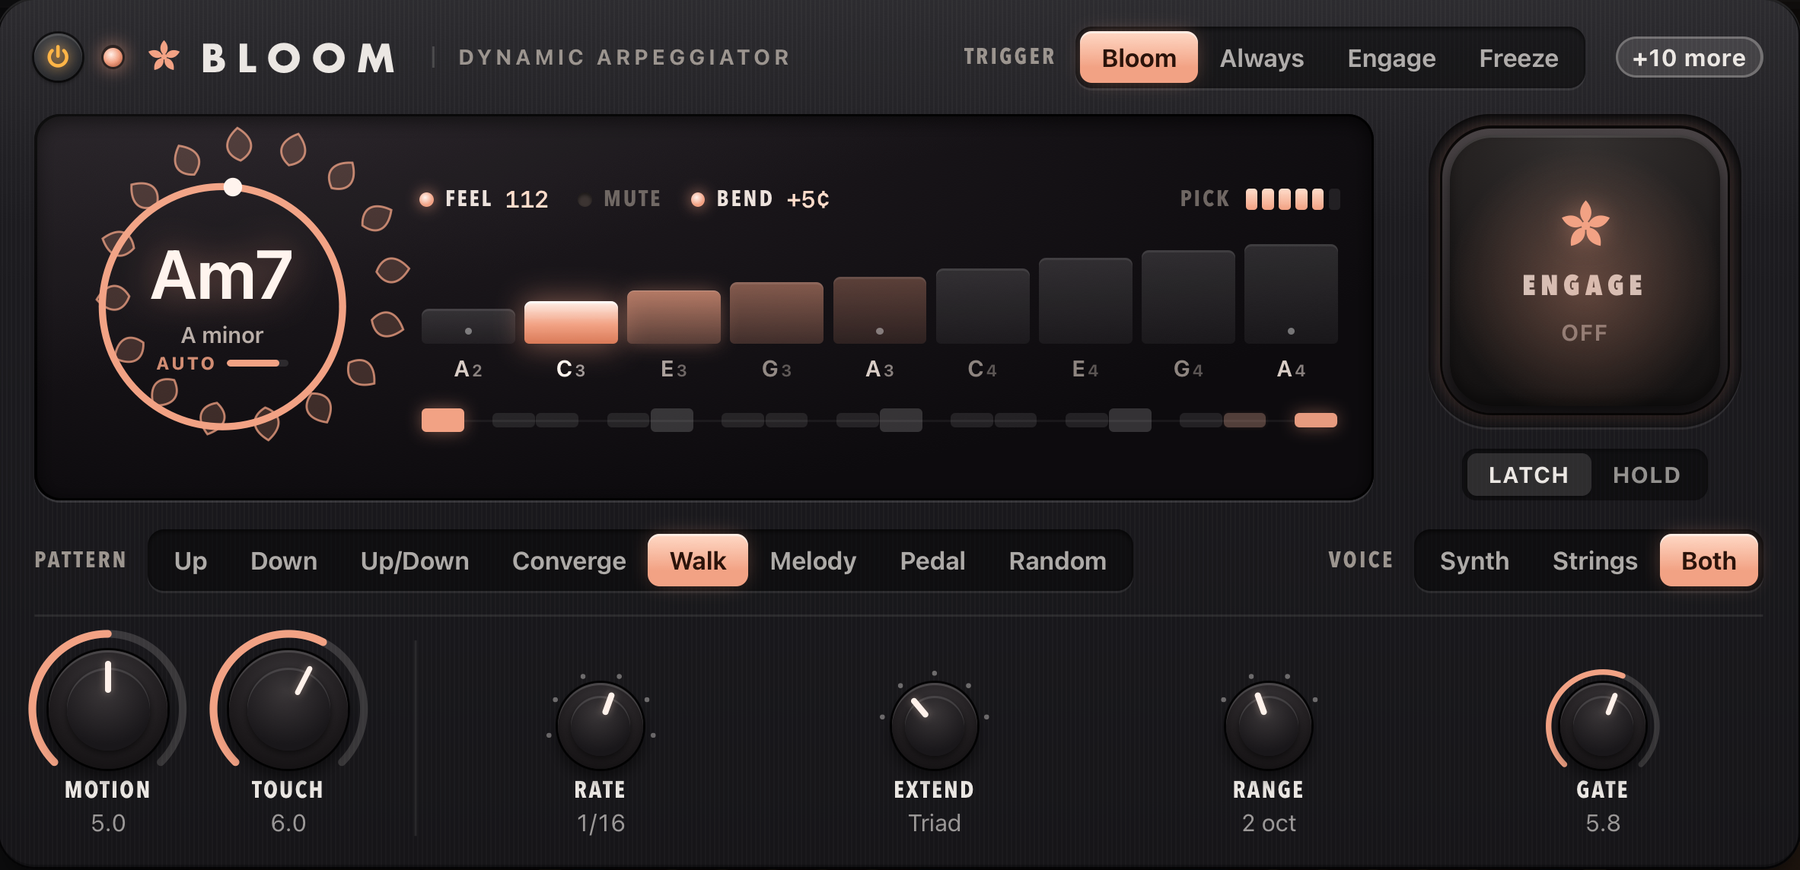 BLOOM | DYNAMIC ARPEGGIATOR
TRIGGER Bloom Always Engage Freeze +10 more
FEEL 112 MUTE BEND +5¢ PICK
Am7
A minor
AUTO
A2 C3 E3 G3 A3 C4 E4 G4 A4
ENGAGE
OFF
LATCH HOLD
PATTERN Up Down Up/Down Converge Walk Melody Pedal Random
VOICE Synth Strings Both
MOTION TOUCH RATE EXTEND RANGE GATE
5.0 6.0 1/16 Triad 2 oct 5.8